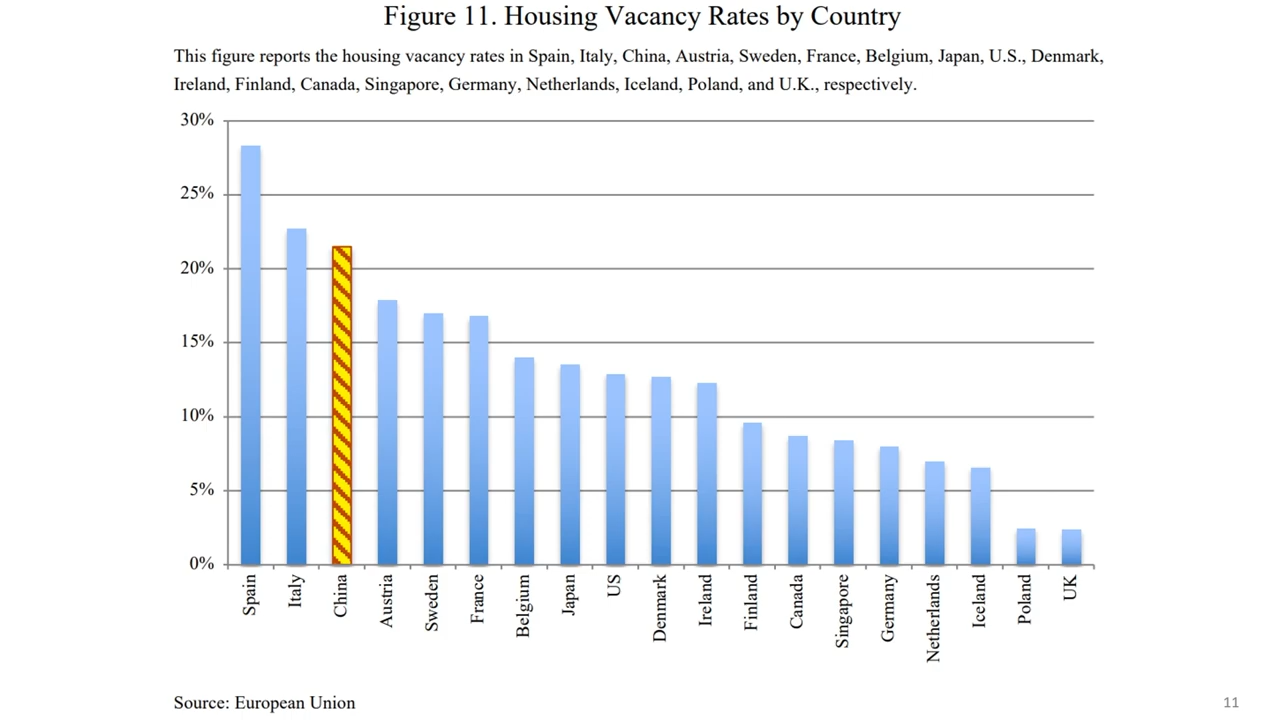 Figure 11. Housing Vacancy Rates by Country
This figure reports the housing vacancy rates in Spain, Italy, China, Austria, Sweden, France, Belgium, Japan, U.S., Denmark,
Ireland, Finland, Canada, Singapore, Germany, Netherlands, Iceland, Poland, and U.K., respectively.
30%
25%
20%
15%
10%
5%
0%
Spain
Italy
China
Austria
Sweden
France
Belgium
Japan
US
Denmark
Ireland
Finland
Canada
Singapore
Germany
Netherlands
Iceland
Poland
UK
Source: European Union
11